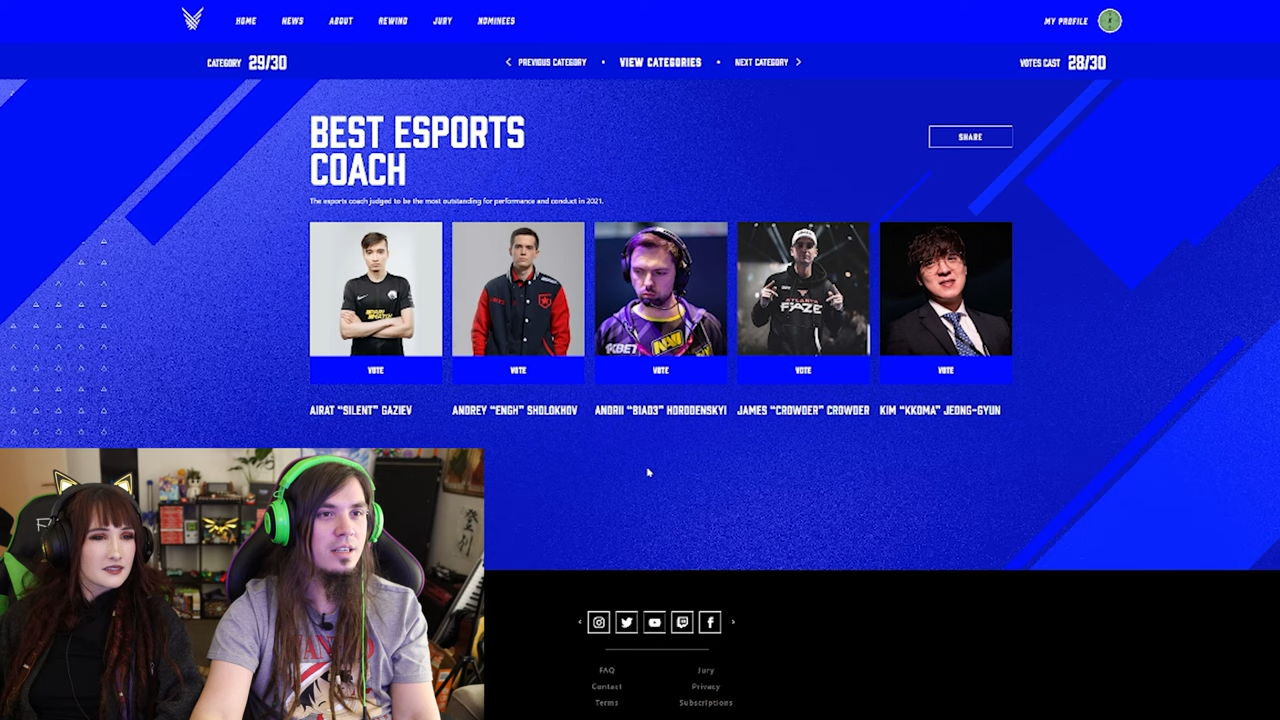 HOME NEWS ABOUT REWIND JURY NOMINEES MY PROFILE
CATEGORY 29/30 PREVIOUS CATEGORY • VIEW CATEGORIES • NEXT CATEGORY VOTES CAST 28/30
BEST ESPORTS
COACH
SHARE
The esports coach judged to be the most outstanding for performance and conduct in 2021.
ATLANTA
FAZE
NAVI
VOTE VOTE VOTE VOTE VOTE
AIRAT "SILENT" GAZIEV ANDREY "ENGH" SHOLOKHOV ANDRII "B1AD3" HORODENSKYI JAMES "CROWDER" CROWDER KIM "KKOMA" JEONG-GYUN
FAQ Jury
Contact Privacy
Terms Subscriptions